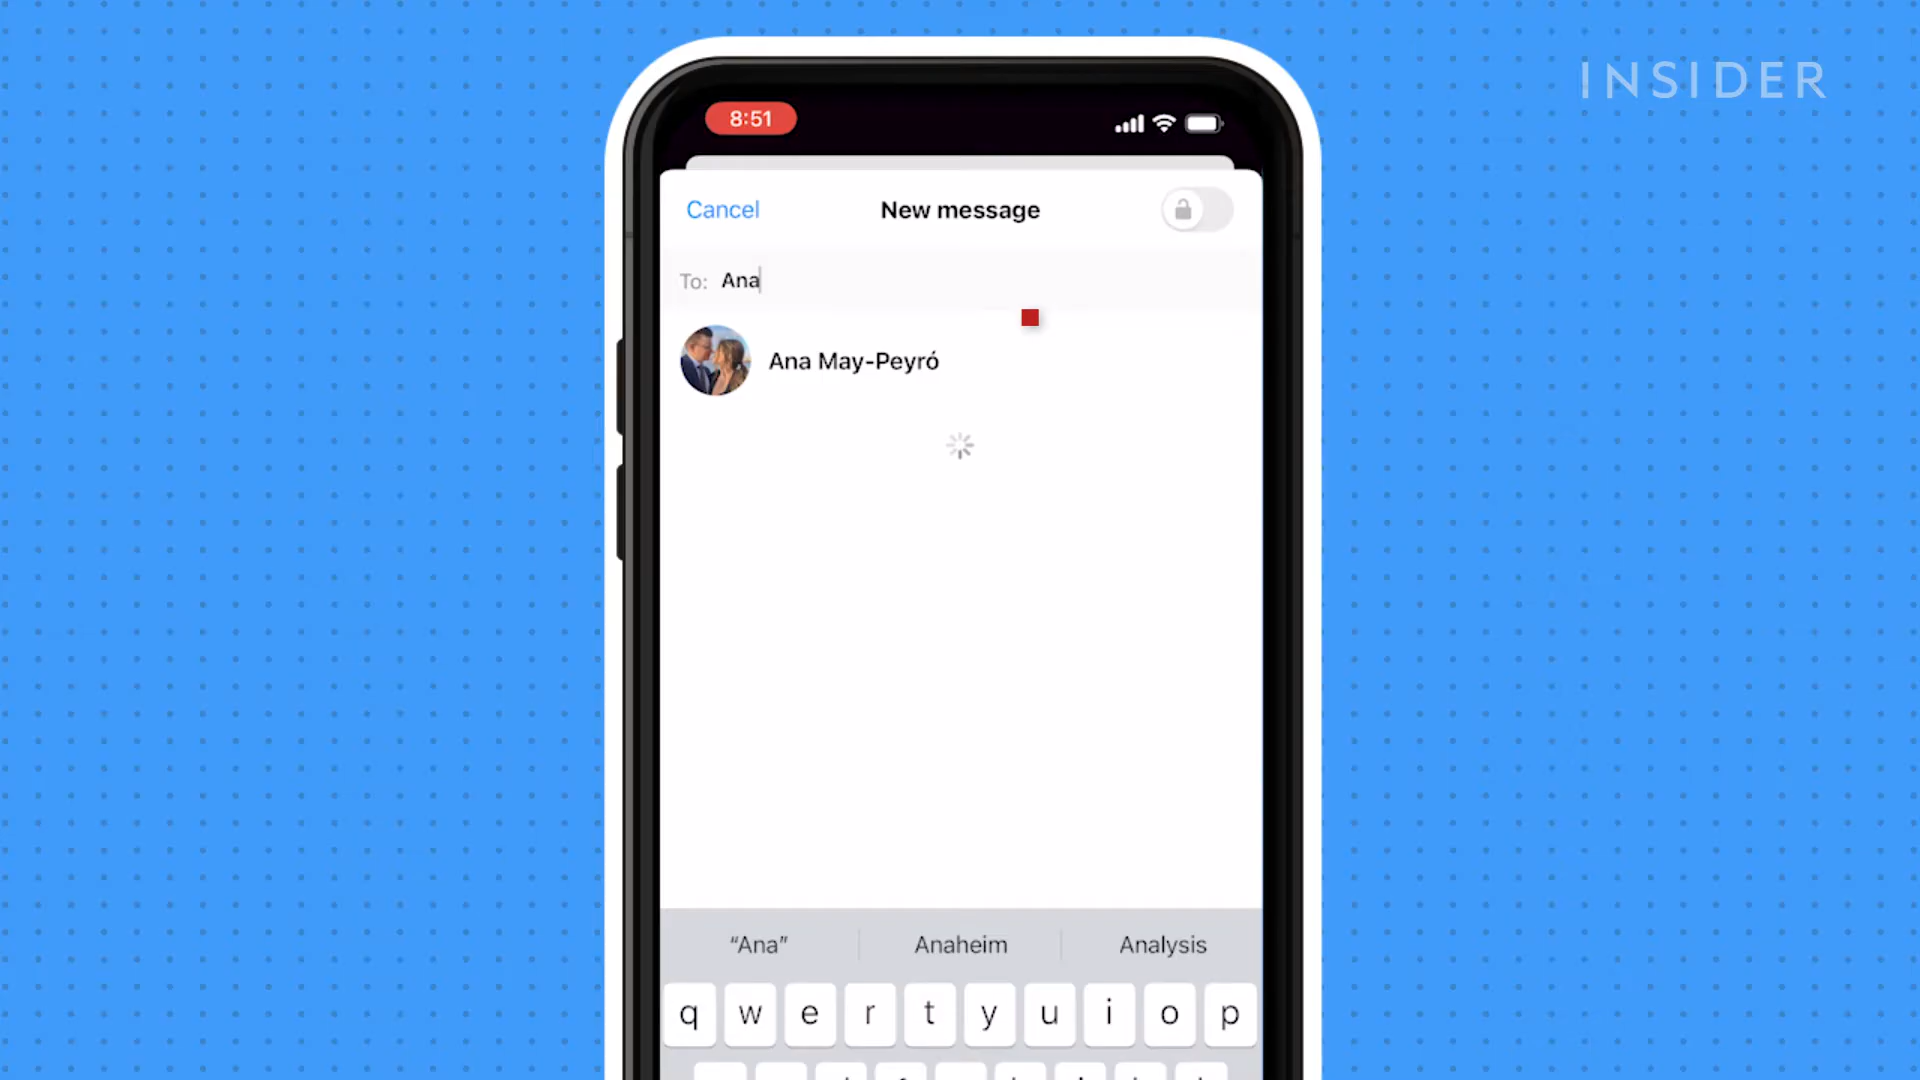 INSIDER
8:51
Cancel
New message
To: Ana
Ana May-Peyró
“Ana”
Anaheim
Analysis
q w e r t y u i o p